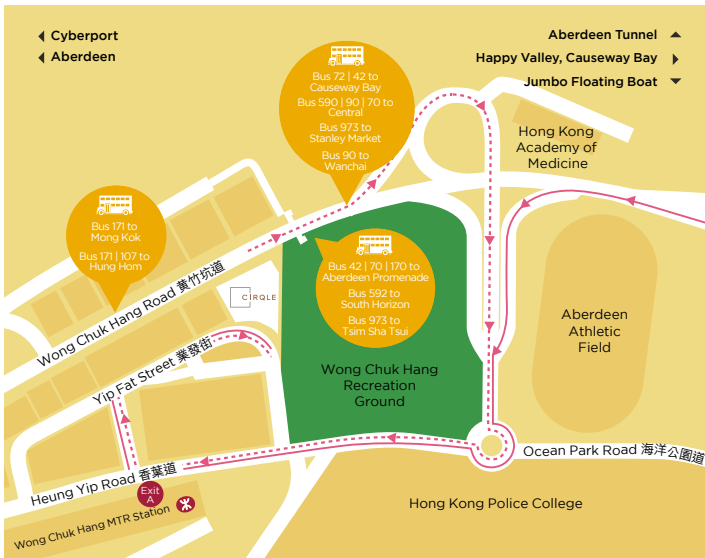 Cyberport
Aberdeen
Aberdeen Tunnel
Happy Valley, Causeway Bay
Jumbo Floating Boat
Bus 72 | 42 to
Causeway Bay
Bus 590 | 90 | 70 to
Central
Bus 973 to
Stanley Market
Bus 90 to
Wanchai
Hong Kong
Academy of
Medicine
Bus 171 to
Mong Kok
Bus 171 | 107 to
Hung Hom
Bus 42 | 70 | 170 to
Aberdeen Promenade
Bus 592 to
South Horizon
Bus 973 to
Tsim Sha Tsui
Wong Chuk Hang Road 黄竹坑道
CIRQLE
Aberdeen
Athletic
Field
Yip Fat Street 業發街
Wong Chuk Hang
Recreation
Ground
Ocean Park Road 海洋公園道
Heung Yip Road 香葉道
Exit
A
Wong Chuk Hang MTR Station
Hong Kong Police College